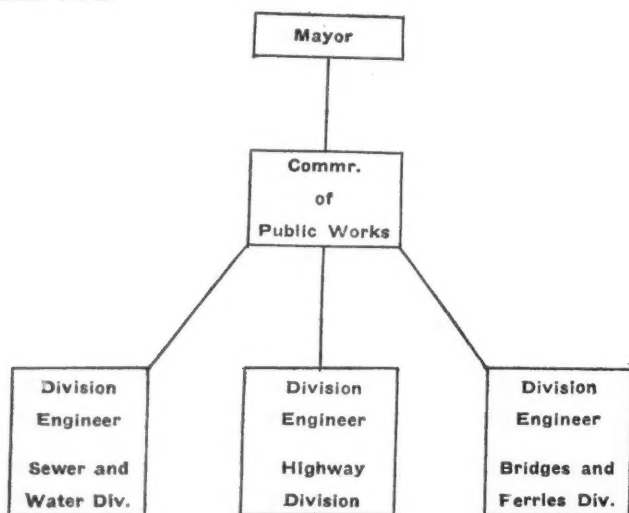 Mayor
Commr.
of
Public Works
Division
Engineer
Sewer and
Water Div.
Division
Engineer
Highway
Division
Division
Engineer
Bridges and
Ferries Div.